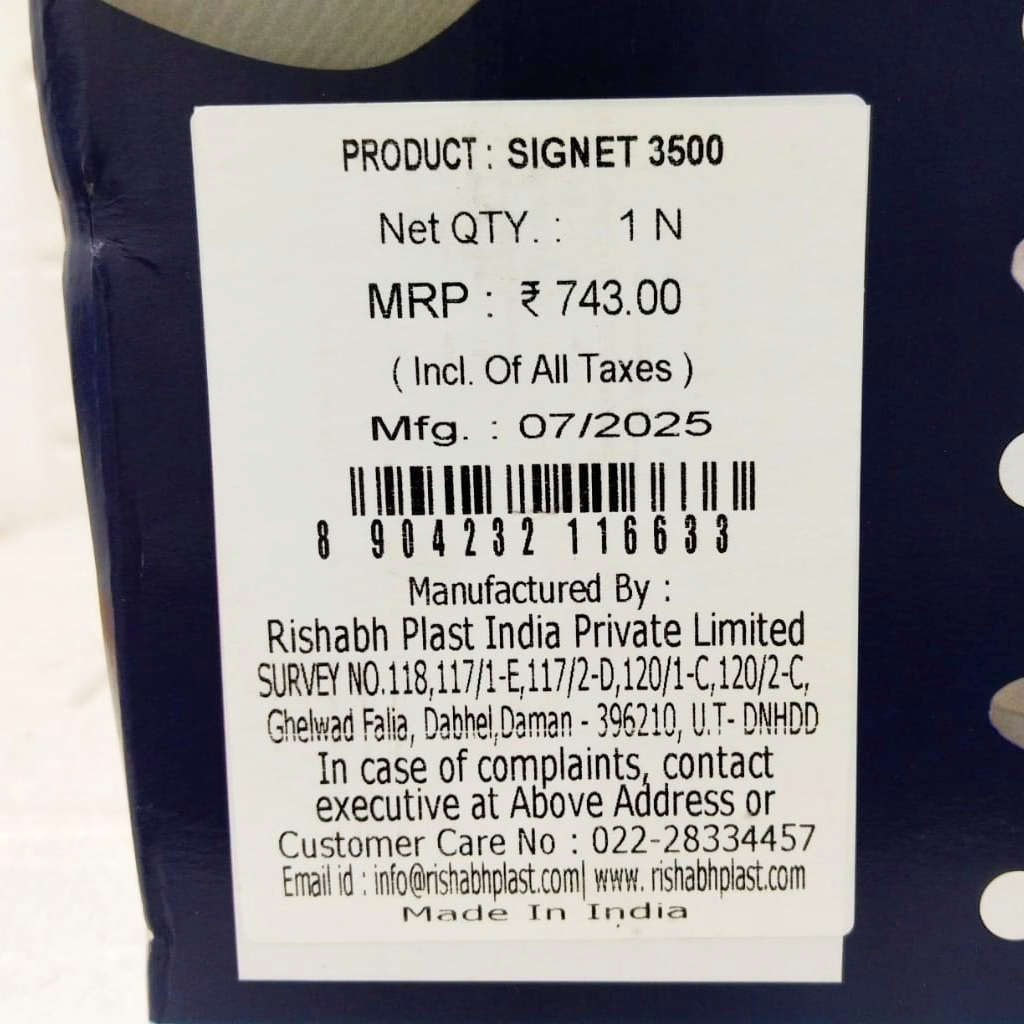 PRODUCT : SIGNET 3500
Net QTY. : 1 N
MRP : ₹ 743.00
( Incl. Of All Taxes )
Mfg. : 07/2025
8 904232 116633
Manufactured By :
Rishabh Plast India Private Limited
SURVEY NO.118,117/1-E,117/2-D,120/1-C,120/2-C,
Ghelwad Falia, Dabhel,Daman - 396210, U.T- DNHDD
In case of complaints, contact
executive at Above Address or
Customer Care No : 022-28334457
Email id : info@rishabhplast.com| www. rishabhplast.com
Made In India